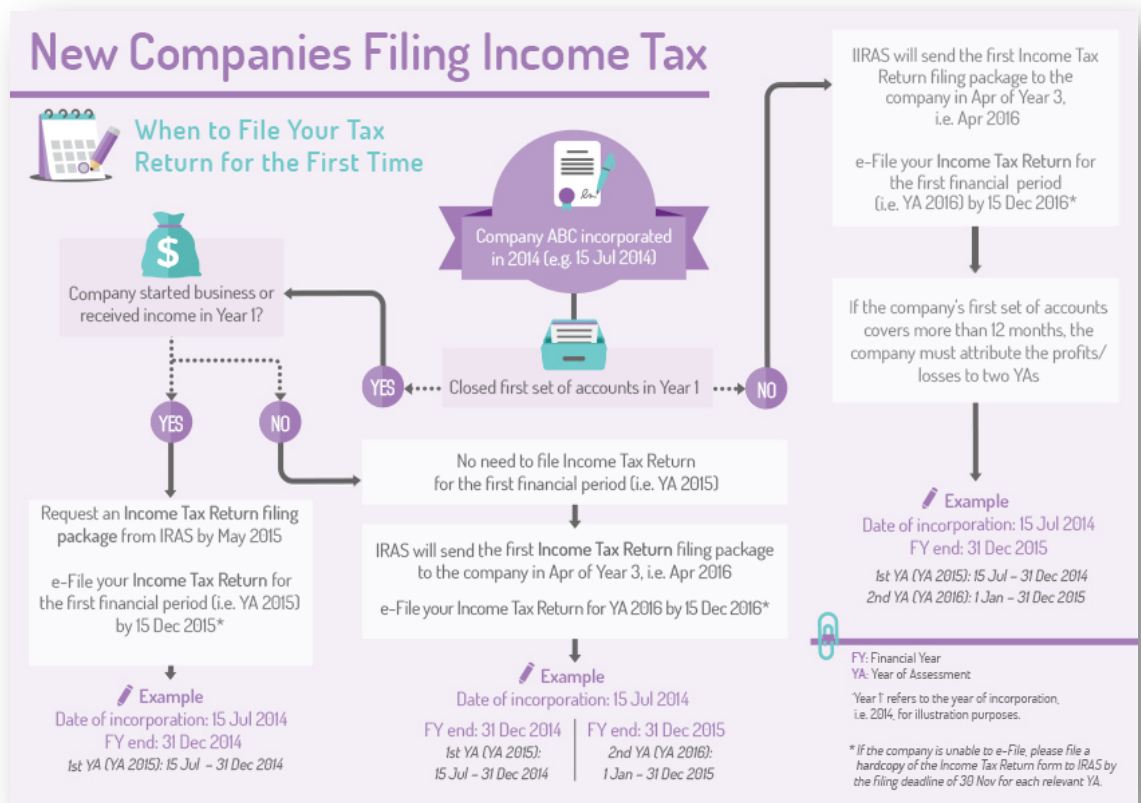 New Companies Filing Income Tax
When to File Your Tax
Return for the First Time
$
Company started business or
received income in Year 1?
Company ABC incorporated
in 2014 (e.g. 15 Jul 2014)
Closed first set of accounts in Year 1
YES
NO
YES
NO
Request an Income Tax Return filing
package from IRAS by May 2015
e-File your Income Tax Return for
the first financial period (i.e. YA 2015)
by 15 Dec 2015*
Example
Date of incorporation: 15 Jul 2014
FY end: 31 Dec 2014
1st YA (YA 2015): 15 Jul – 31 Dec 2014
No need to file Income Tax Return
for the first financial period (i.e. YA 2015)
IRAS will send the first Income Tax Return filing package
to the company in Apr of Year 3, i.e. Apr 2016
e-File your Income Tax Return for YA 2016 by 15 Dec 2016*
Example
Date of incorporation: 15 Jul 2014
FY end: 31 Dec 2014
1st YA (YA 2015):
15 Jul – 31 Dec 2014
FY end: 31 Dec 2015
2nd YA (YA 2016):
1 Jan – 31 Dec 2015
IIRAS will send the first Income Tax
Return filing package to the
company in Apr of Year 3,
i.e. Apr 2016
e-File your Income Tax Return for
the first financial period
(i.e. YA 2016) by 15 Dec 2016*
If the company's first set of accounts
covers more than 12 months, the
company must attribute the profits/
losses to two YAs
Example
Date of incorporation: 15 Jul 2014
FY end: 31 Dec 2015
1st YA (YA 2015): 15 Jul – 31 Dec 2014
2nd YA (YA 2016): 1 Jan – 31 Dec 2015
FY: Financial Year
YA: Year of Assessment
'Year 1' refers to the year of incorporation,
i.e. 2014, for illustration purposes.
* If the company is unable to e-File, please file a
hardcopy of the Income Tax Return form to IRAS by
the filing deadline of 30 Nov for each relevant YA.